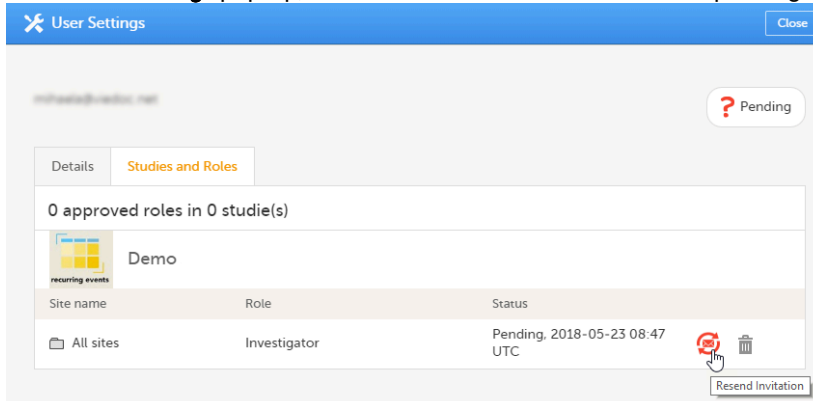 User Settings
Close
Pending
Details
Studies and Roles
0 approved roles in 0 studie(s)
recurring events
Demo
Site name
Role
Status
All sites
Investigator
Pending, 2018-05-23 08:47
UTC
Resend Invitation